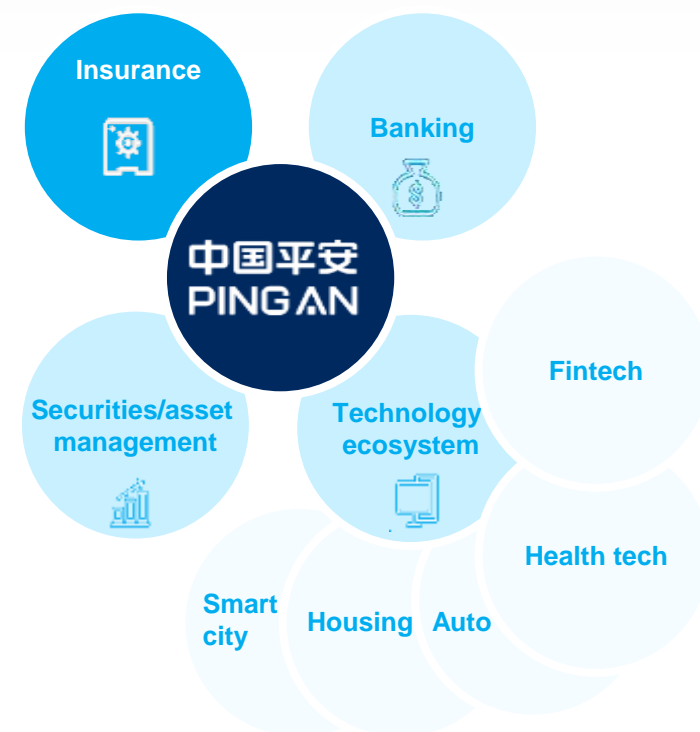 Insurance
Banking
$
中国平安
PING AN
Fintech
Securities/asset
management
Technology
ecosystem
Health tech
Smart
city
Housing
Auto